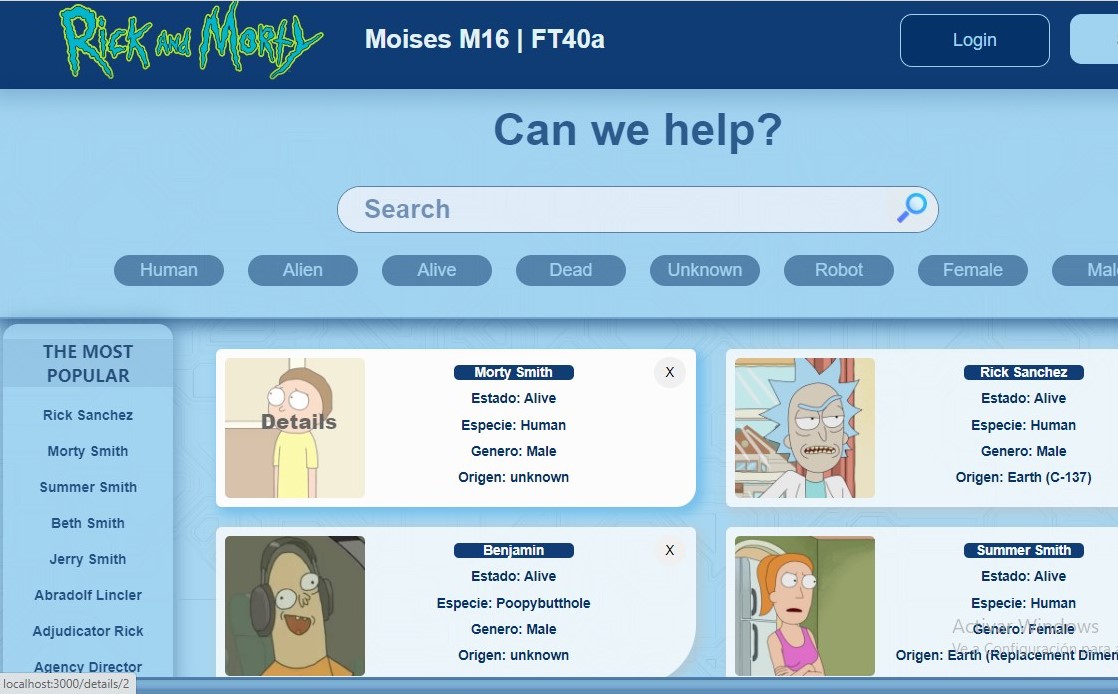 Rick and Morty
Moises M16 | FT40a
Login
Can we help?
Search
Human
Alien
Alive
Dead
Unknown
Robot
Female
THE MOST
POPULAR
Rick Sanchez
Morty Smith
Summer Smith
Beth Smith
Jerry Smith
Abradolf Lincler
Adjudicator Rick
Agency Director
Details
Morty Smith
X
Estado: Alive
Especie: Human
Genero: Male
Origen: unknown
Rick Sanchez
Estado: Alive
Especie: Human
Genero: Male
Origen: Earth (C-137)
Benjamin
X
Estado: Alive
Especie: Poopybutthole
Genero: Male
Origen: unknown
Summer Smith
Estado: Alive
Especie: Human
Genero: Female
Origen: Earth (Replacement
Activar Windows
Ve a Configuración para
localhost:3000/details/2